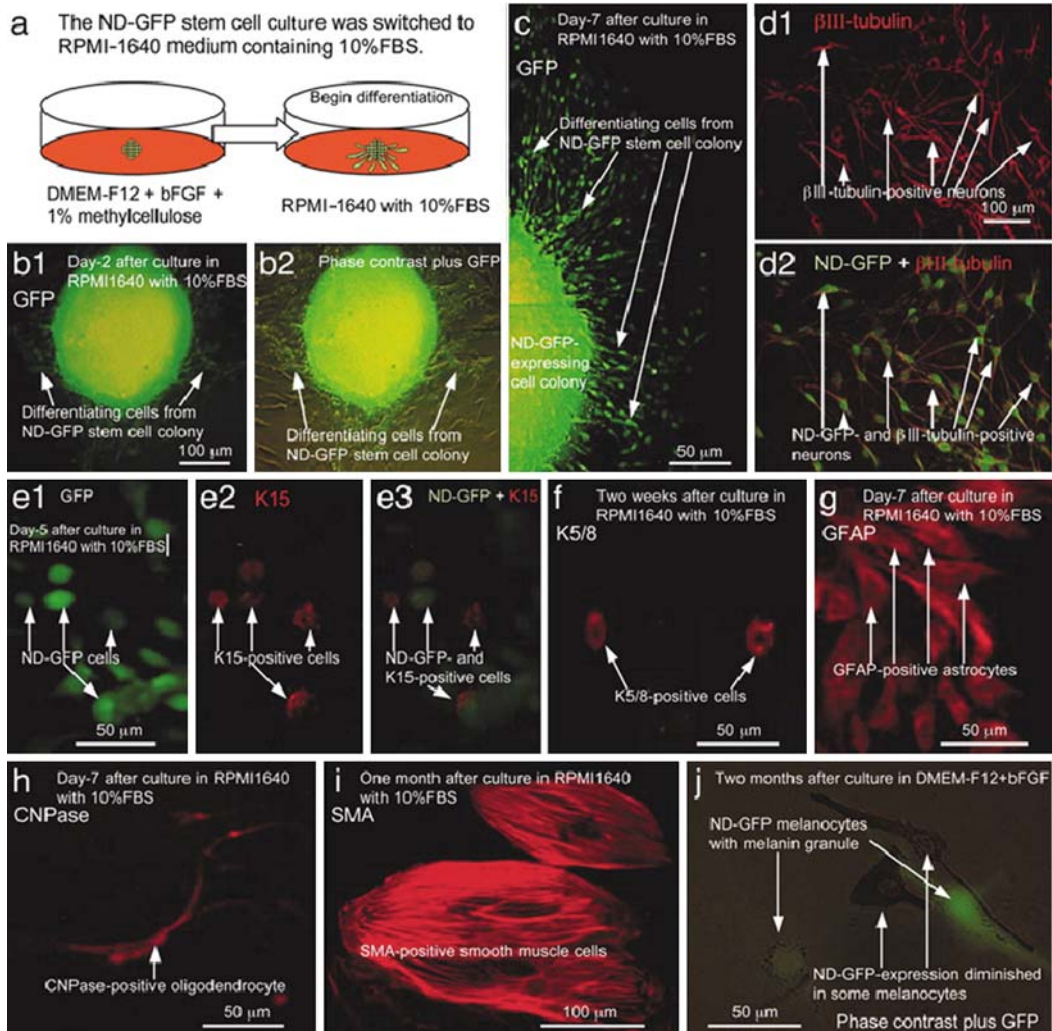 a
The ND-GFP stem cell culture was switched to
RPMI-1640 medium containing 10%FBS.
Begin differentiation
DMEM-F12 + bFGF +
1% methylcellulose
RPMI-1640 with 10%FBS
b1
Day-2 after culture in
RPMI1640 with 10%FBS
GFP
Differentiating cells from
ND-GFP stem cell colony
100 μm
b2
Phase contrast plus GFP
Differentiating cells from
ND-GFP stem cell colony
c
Day-7 after culture in
RPMI1640 with 10%FBS
GFP
Differentiating cells from
ND-GFP stem cell colony
ND-GFP-
expressing
cell colony
50 μm
d1
βIII-tubulin
βIII-tubulin-positive neurons
100 μm
d2
ND-GFP + βIII-tubulin
ND-GFP- and βIII-tubulin-positive
neurons
e1
GFP
Day-5 after culture in
RPMI1640 with 10%FBS
ND-GFP cells
50 μm
e2
K15
K15-positive cells
e3
ND-GFP + K15
ND-GFP- and
K15-positive cells
50 μm
f
Two weeks after culture in
RPMI1640 with 10%FBS
K5/8
K5/8-positive cells
50 μm
g
Day-7 after culture in
RPMI1640 with 10%FBS
GFAP
GFAP-positive astrocytes
50 μm
h
Day-7 after culture in RPMI1640
with 10%FBS
CNPase
CNPase-positive oligodendrocyte
50 μm
i
One month after culture in RPMI1640
with 10%FBS
SMA
SMA-positive smooth muscle cells
100 μm
j
Two months after culture in DMEM-F12+bFGF
ND-GFP melanocytes
with melanin granule
ND-GFP-expression diminished
in some melanocytes
50 μm
Phase contrast plus GFP